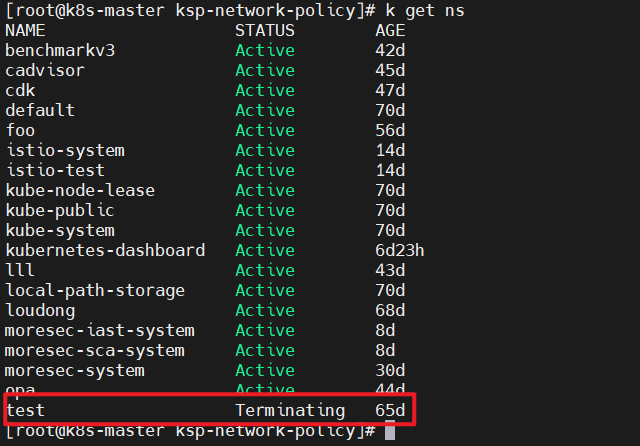 [root@k8s-master ksp-network-policy]# k get ns
NAME STATUS AGE
benchmarkv3 Active 42d
cadvisor Active 45d
cdk Active 47d
default Active 70d
foo Active 56d
istio-system Active 14d
istio-test Active 14d
kube-node-lease Active 70d
kube-public Active 70d
kube-system Active 70d
kubernetes-dashboard Active 6d23h
lll Active 43d
local-path-storage Active 70d
loudong Active 68d
moresec-iast-system Active 8d
moresec-sca-system Active 8d
moresec-system Active 30d
opa Active 44d
test Terminating 65d
[root@k8s-master ksp-network-policy]#